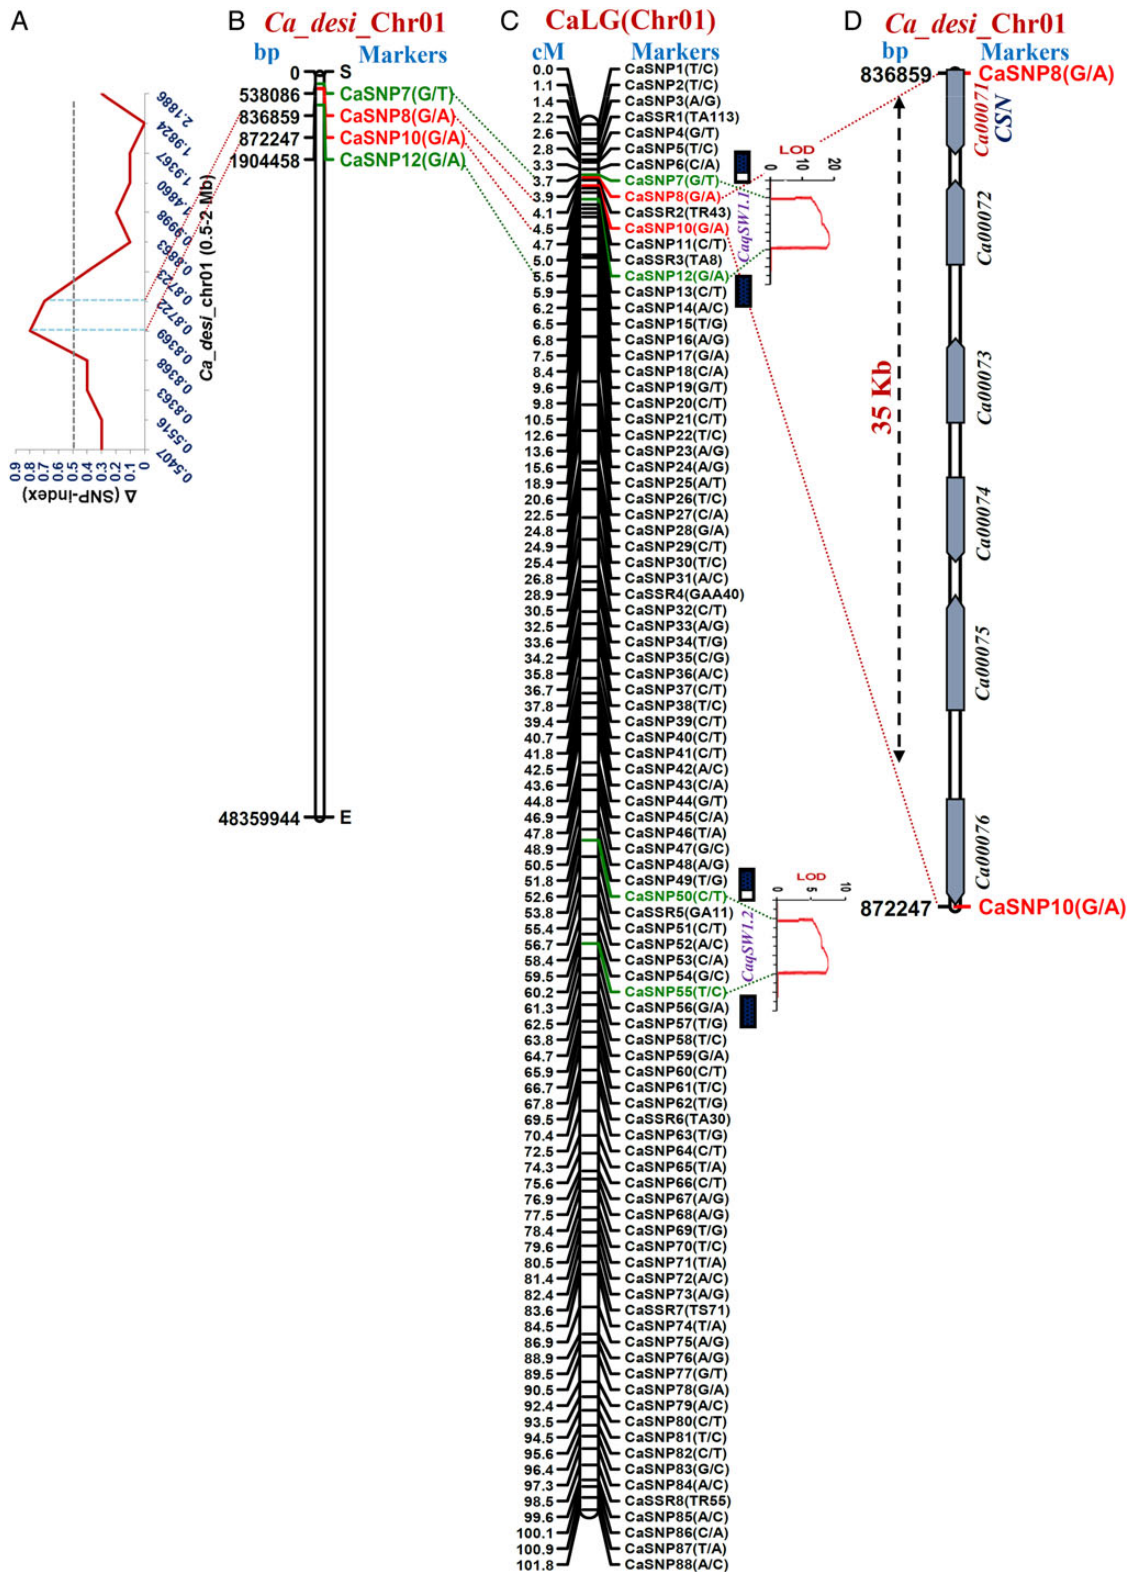 A
2.1886
1.9824
1.9367
1.4860
0.9998
0.8863
0.8723
0.8722
0.8369
0.8368
0.8363
0.5516
0.5407
Ca_desi_chr01 (0.5-2 Mb)
0.9
0.8
0.7
0.6
0.5
0.4
0.3
0.2
0.1
0
Δ (SNP-index)
B
Ca_desi_Chr01
bp Markers
0 S
538086 CaSNP7(G/T)
836859 CaSNP8(G/A)
872247 CaSNP10(G/A)
1904458 CaSNP12(G/A)
48359944 E
C
CaLG(Chr01)
cM Markers
0.0 CaSNP1(T/C)
1.1 CaSNP2(T/C)
1.4 CaSNP3(A/G)
2.2 CaSSR1(TA113)
2.6 CaSNP4(G/T)
2.8 CaSNP5(T/C)
3.3 CaSNP6(C/A)
3.7 CaSNP7(G/T)
3.9 CaSNP8(G/A)
4.1 CaSSR2(TR43)
4.5 CaSNP10(G/A)
4.7 CaSNP11(C/T)
5.0 CaSSR3(TA8)
5.5 CaSNP12(G/A)
5.9 CaSNP13(C/T)
6.2 CaSNP14(A/C)
6.5 CaSNP15(T/G)
6.8 CaSNP16(A/G)
7.5 CaSNP17(G/A)
8.4 CaSNP18(C/A)
9.6 CaSNP19(G/T)
9.8 CaSNP20(C/T)
10.5 CaSNP21(C/T)
12.6 CaSNP22(T/C)
13.6 CaSNP23(A/G)
15.6 CaSNP24(A/G)
18.9 CaSNP25(A/T)
20.6 CaSNP26(T/C)
22.5 CaSNP27(C/A)
24.8 CaSNP28(G/A)
24.9 CaSNP29(C/T)
25.4 CaSNP30(T/C)
26.8 CaSNP31(A/C)
28.9 CaSSR4(GAA40)
30.5 CaSNP32(C/T)
32.5 CaSNP33(A/G)
33.6 CaSNP34(T/G)
34.2 CaSNP35(C/G)
35.8 CaSNP36(A/C)
36.7 CaSNP37(C/T)
37.8 CaSNP38(T/C)
39.4 CaSNP39(C/T)
40.7 CaSNP40(C/T)
41.8 CaSNP41(C/T)
42.5 CaSNP42(A/C)
43.6 CaSNP43(C/A)
44.8 CaSNP44(G/T)
46.9 CaSNP45(C/A)
47.8 CaSNP46(T/A)
48.9 CaSNP47(G/C)
50.5 CaSNP48(A/G)
51.8 CaSNP49(T/G)
52.6 CaSNP50(C/T)
53.8 CaSSR5(GA11)
55.4 CaSNP51(C/T)
56.7 CaSNP52(A/C)
58.4 CaSNP53(C/A)
59.5 CaSNP54(G/C)
60.2 CaSNP55(T/C)
61.3 CaSNP56(G/A)
62.5 CaSNP57(T/G)
63.8 CaSNP58(T/C)
64.7 CaSNP59(G/A)
65.9 CaSNP60(C/T)
66.7 CaSNP61(T/C)
67.8 CaSNP62(T/G)
69.5 CaSSR6(TA30)
70.4 CaSNP63(T/G)
72.5 CaSNP64(C/T)
74.3 CaSNP65(T/A)
75.6 CaSNP66(C/T)
76.9 CaSNP67(A/G)
77.5 CaSNP68(A/G)
78.4 CaSNP69(T/G)
79.6 CaSNP70(T/C)
80.5 CaSNP71(T/A)
81.4 CaSNP72(A/C)
82.4 CaSNP73(A/G)
83.6 CaSSR7(TS71)
84.5 CaSNP74(T/A)
86.9 CaSNP75(A/G)
88.9 CaSNP76(A/G)
89.5 CaSNP77(G/T)
90.5 CaSNP78(G/A)
92.4 CaSNP79(A/C)
93.5 CaSNP80(C/T)
94.5 CaSNP81(T/C)
95.6 CaSNP82(C/T)
96.4 CaSNP83(G/C)
97.3 CaSNP84(A/C)
98.5 CaSSR8(TR55)
99.6 CaSNP85(A/C)
100.1 CaSNP86(C/A)
100.9 CaSNP87(T/A)
101.8 CaSNP88(A/C)
LOD
0 10 20
CaqSW1.1
LOD
0 5 10
CaqSW1.2
D
Ca_desi_Chr01
bp Markers
836859 CaSNP8(G/A)
Ca00071
CSN
Ca00072
Ca00073
35 Kb
Ca00074
Ca00075
Ca00076
872247 CaSNP10(G/A)